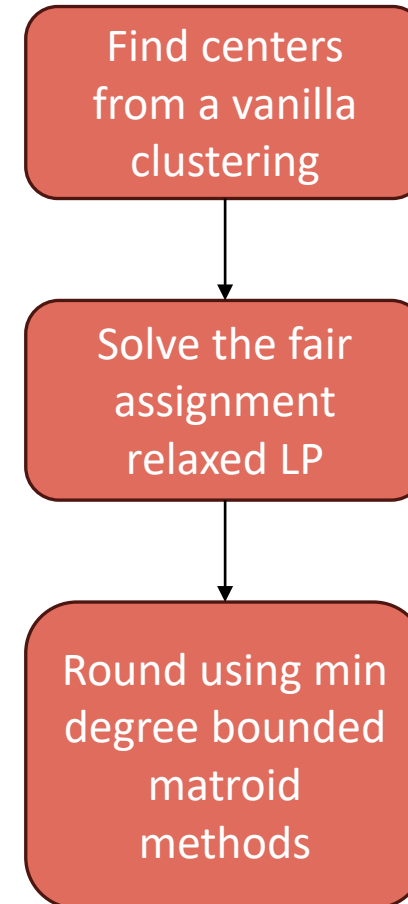 Find centers
from a vanilla
clustering
Solve the fair
assignment
relaxed LP
Round using min
degree bounded
matroid
methods